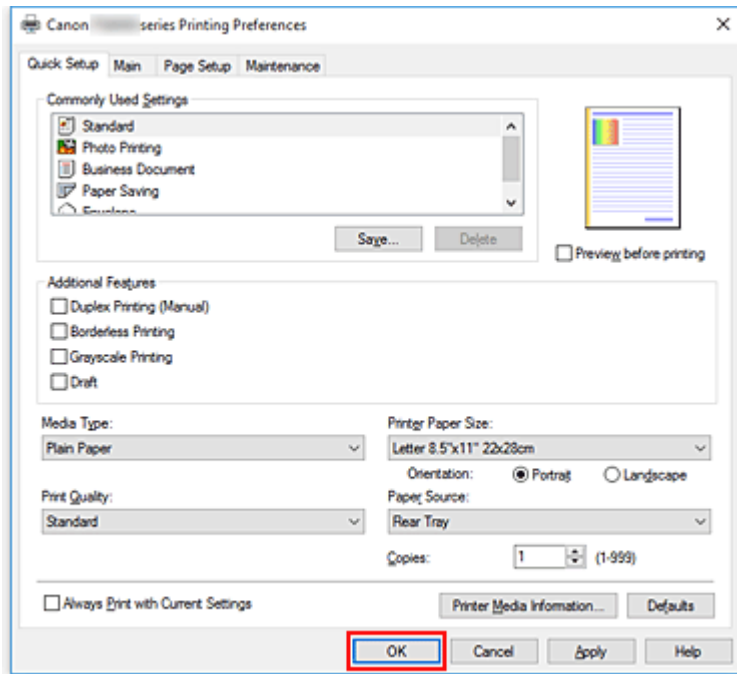 Canon series Printing Preferences
Quick Setup Main Page Setup Maintenance
Commonly Used Settings
Standard
Photo Printing
Business Document
Paper Saving
Save... Delete
Preview before printing
Additional Features
Duplex Printing (Manual)
Borderless Printing
Grayscale Printing
Draft
Media Type: Printer Paper Size:
Plain Paper Letter 8.5"x11" 22x28cm
Orientation: Portrait Landscape
Print Quality: Paper Source:
Standard Rear Tray
Copies: 1 (1-999)
Always Print with Current Settings Printer Media Information... Defaults
OK Cancel Apply Help